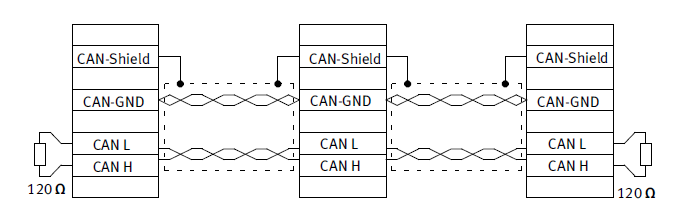 CAN-Shield CAN-Shield CAN-Shield
CAN-GND CAN-GND CAN-GND
CAN L CAN L CAN L
CAN H CAN H CAN H
120 Ω 120 Ω